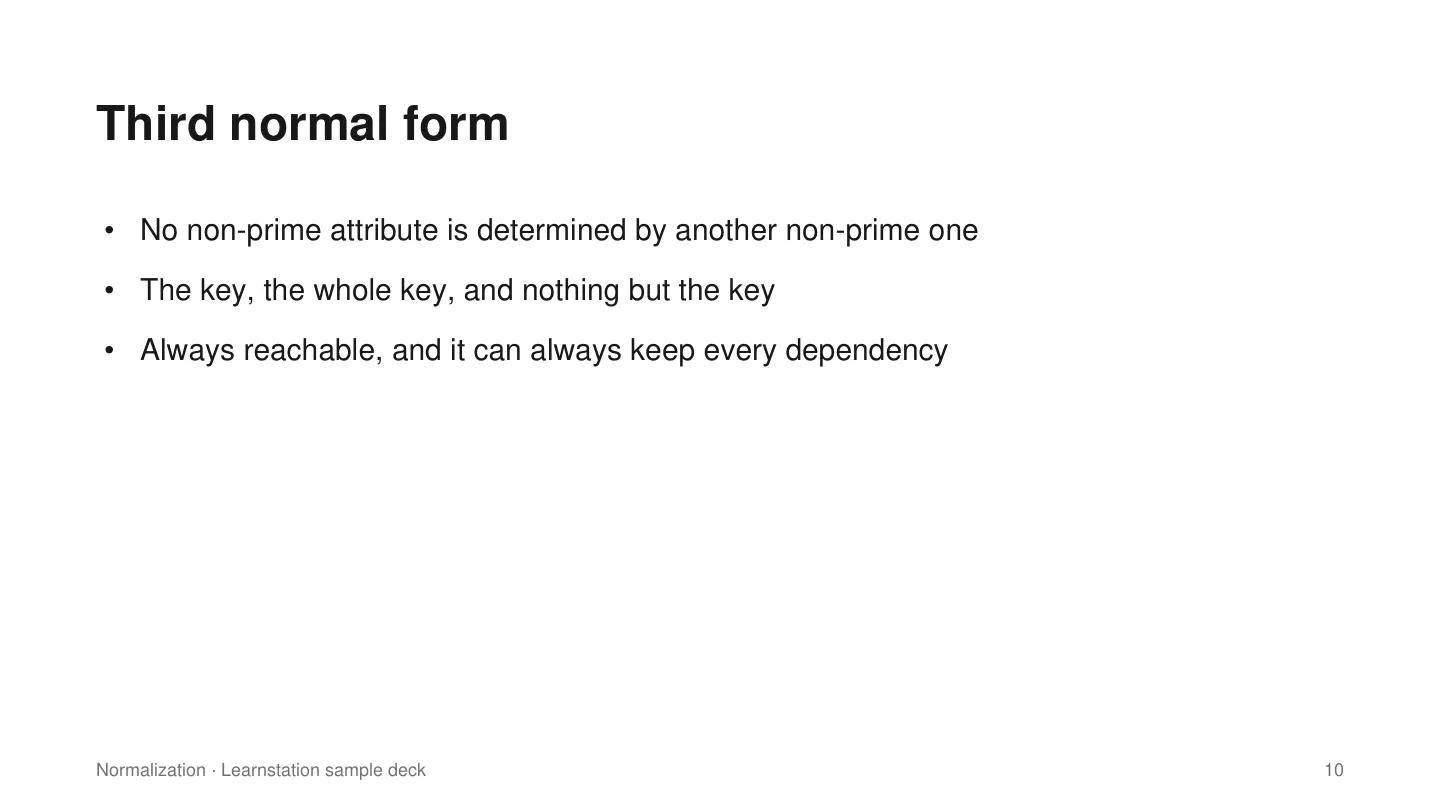 Third normal form
• No non-prime attribute is determined by another non-prime one
• The key, the whole key, and nothing but the key
• Always reachable, and it can always keep every dependency
Normalization · Learnstation sample deck
10